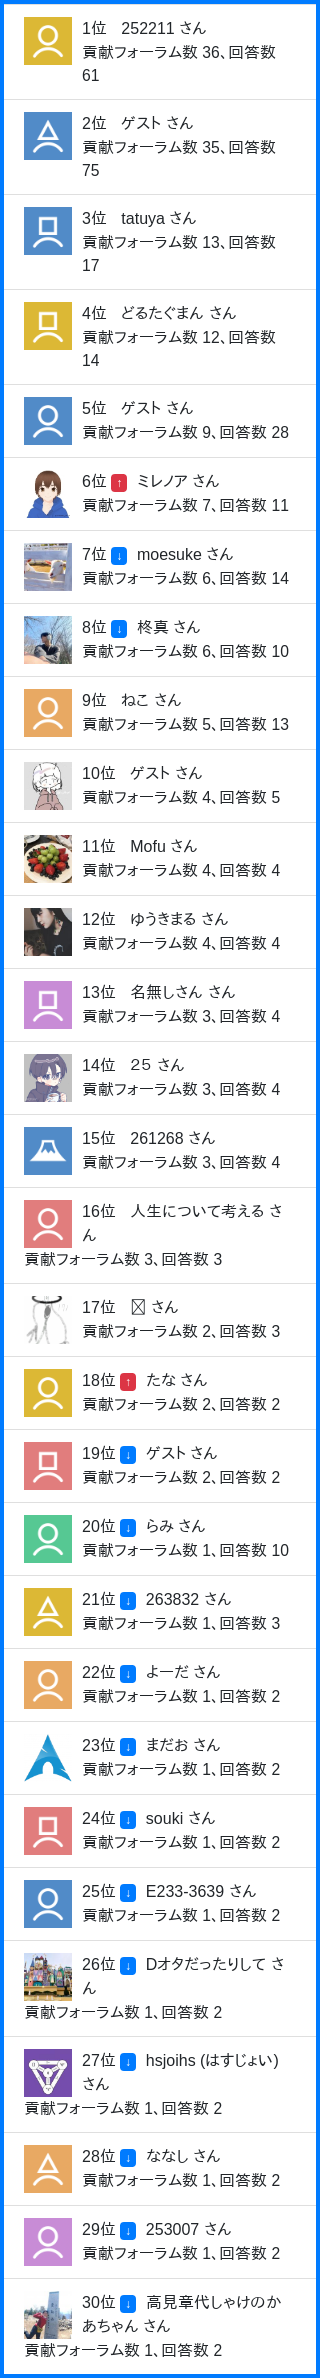 1位 252211 さん
貢献フォーラム数 36、回答数
61
2位 ゲスト さん
貢献フォーラム数 35、回答数
75
3位 tatuya さん
貢献フォーラム数 13、回答数
17
4位 どるたぐまん さん
貢献フォーラム数 12、回答数
14
5位 ゲスト さん
貢献フォーラム数 9、回答数 28
6位 ↑ ミレノア さん
貢献フォーラム数 7、回答数 11
7位 ↓ moesuke さん
貢献フォーラム数 6、回答数 14
8位 ↓ 柊真 さん
貢献フォーラム数 6、回答数 10
9位 ねこ さん
貢献フォーラム数 5、回答数 13
10位 ゲスト さん
貢献フォーラム数 4、回答数 5
11位 Mofu さん
貢献フォーラム数 4、回答数 4
12位 ゆうきまる さん
貢献フォーラム数 4、回答数 4
13位 名無しさん さん
貢献フォーラム数 3、回答数 4
14位 25 さん
貢献フォーラム数 3、回答数 4
15位 261268 さん
貢献フォーラム数 3、回答数 4
16位 人生について考える さ
ん
貢献フォーラム数 3、回答数 3
17位 さん
貢献フォーラム数 2、回答数 3
18位 ↑ たな さん
貢献フォーラム数 2、回答数 2
19位 ↓ ゲスト さん
貢献フォーラム数 2、回答数 2
20位 ↓ らみ さん
貢献フォーラム数 1、回答数 10
21位 ↓ 263832 さん
貢献フォーラム数 1、回答数 3
22位 ↓ よーだ さん
貢献フォーラム数 1、回答数 2
23位 ↓ まだお さん
貢献フォーラム数 1、回答数 2
24位 ↓ souki さん
貢献フォーラム数 1、回答数 2
25位 ↓ E233-3639 さん
貢献フォーラム数 1、回答数 2
26位 ↓ Dオタだったりして さ
ん
貢献フォーラム数 1、回答数 2
27位 ↓ hsjoihs (はすじょい)
さん
貢献フォーラム数 1、回答数 2
28位 ↓ ななし さん
貢献フォーラム数 1、回答数 2
29位 ↓ 253007 さん
貢献フォーラム数 1、回答数 2
30位 ↓ 高見章代しゃけのか
あちゃん さん
貢献フォーラム数 1、回答数 2